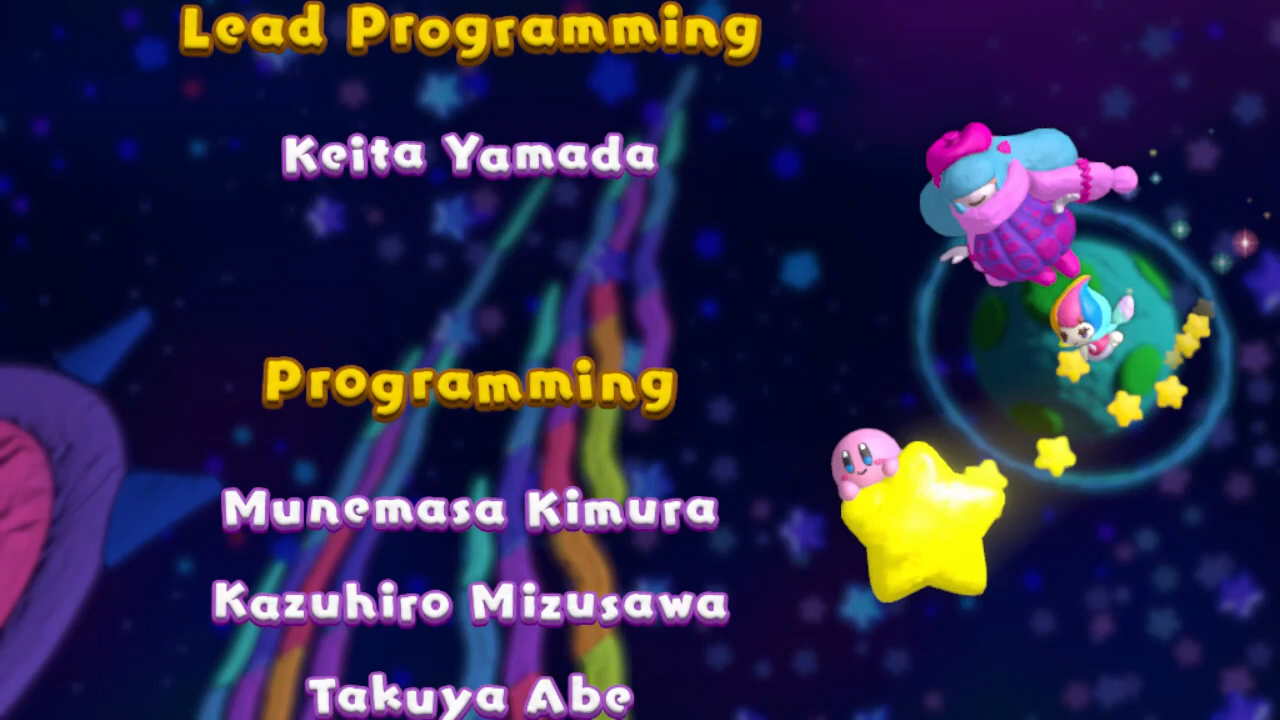 Lead Programming
Keita Yamada
Programming
Munemasa Kimura
Kazuhiro Mizusawa
Takuya Abe